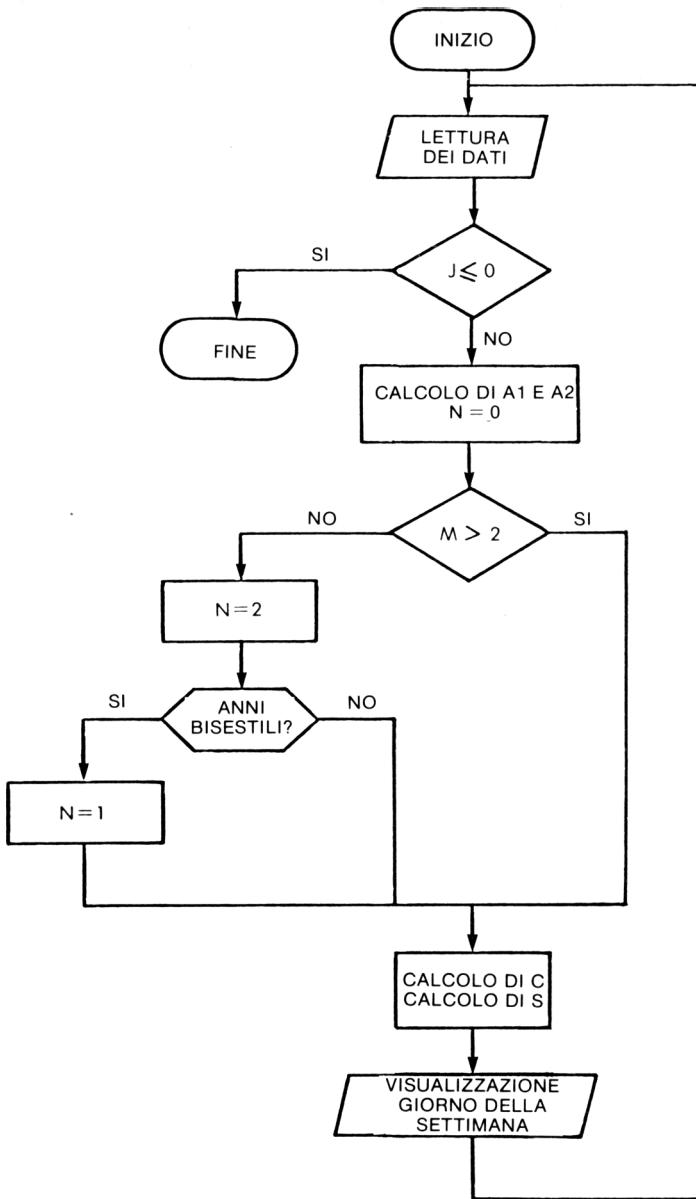 INIZIO
LETTURA
DEI DATI
J ⩽ 0
SI
FINE
NO
CALCOLO DI A1 E A2
N = 0
M > 2
NO
SI
N = 2
ANNI
BISESTILI?
SI
NO
N = 1
CALCOLO DI C
CALCOLO DI S
VISUALIZZAZIONE
GIORNO DELLA
SETTIMANA